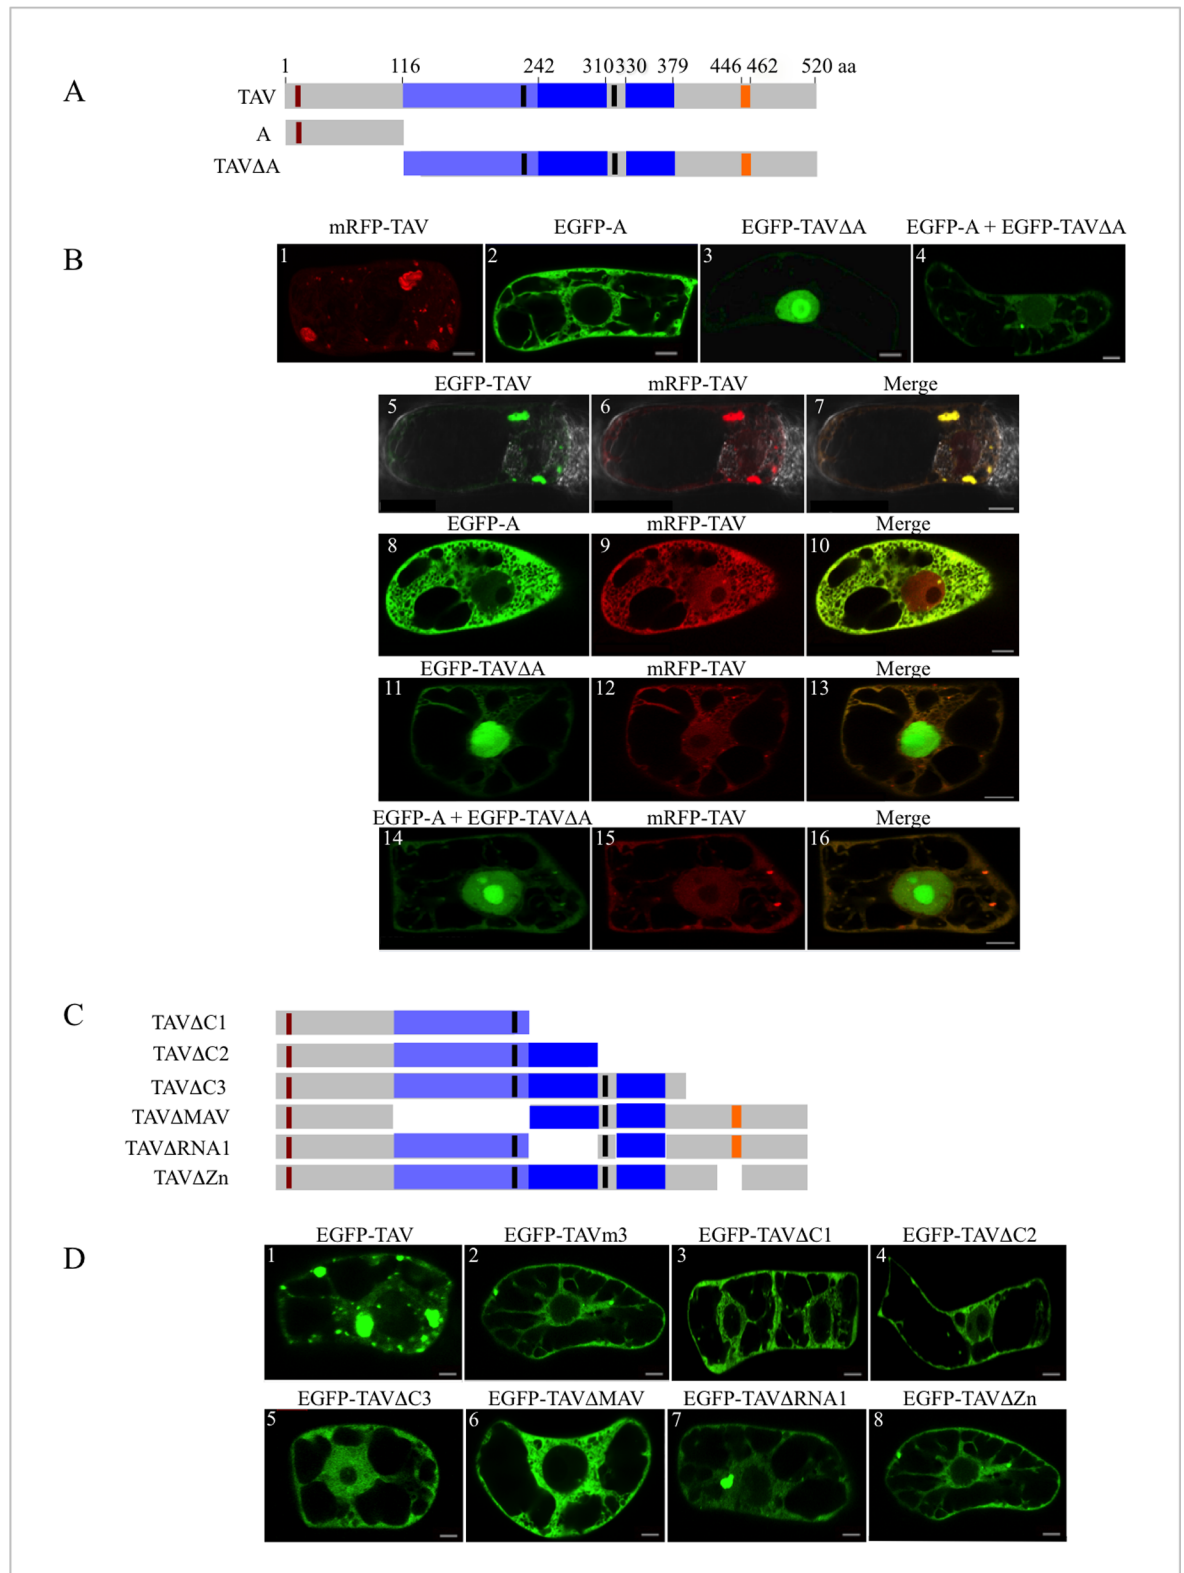 1 116 242 310 330 379 446 462 520 aa
A
TAV
A
TAVΔA
B
mRFP-TAV EGFP-A EGFP-TAVΔA EGFP-A + EGFP-TAVΔA
1 2 3 4
EGFP-TAV mRFP-TAV Merge
5 6 7
EGFP-A mRFP-TAV Merge
8 9 10
EGFP-TAVΔA mRFP-TAV Merge
11 12 13
EGFP-A + EGFP-TAVΔA mRFP-TAV Merge
14 15 16
C
TAVΔC1
TAVΔC2
TAVΔC3
TAVΔMAV
TAVΔRNA1
TAVΔZn
D
EGFP-TAV EGFP-TAVm3 EGFP-TAVΔC1 EGFP-TAVΔC2
1 2 3 4
EGFP-TAVΔC3 EGFP-TAVΔMAV EGFP-TAVΔRNA1 EGFP-TAVΔZn
5 6 7 8